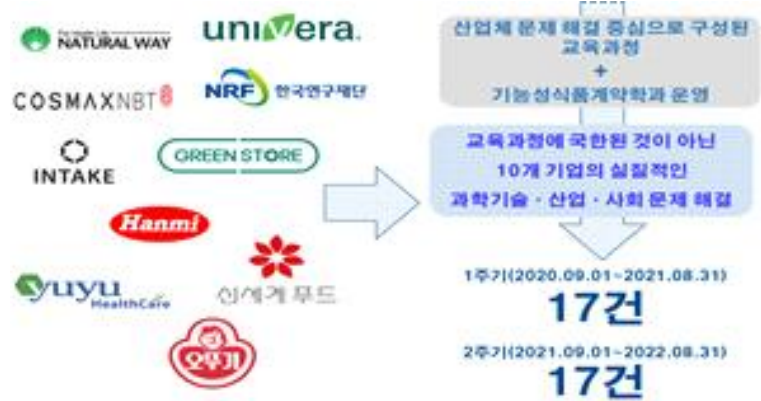 NATURAL WAY
univera.
COSMAXNBT
NRF 한국연구재단
INTAKE
GREEN STORE
Hanmi
yuyu
HealthCare
신세계푸드
오뚜기
산업체 문제 해결 중심으로 구성된
교육과정
+
기능성식품계약학과 운영
교육과정에 국한된 것이 아닌
10개 기업의 실질적인
과학기술 · 산업 · 사회 문제 해결
1주기(2020.09.01~2021.08.31)
17건
2주기(2021.09.01~2022.08.31)
17건